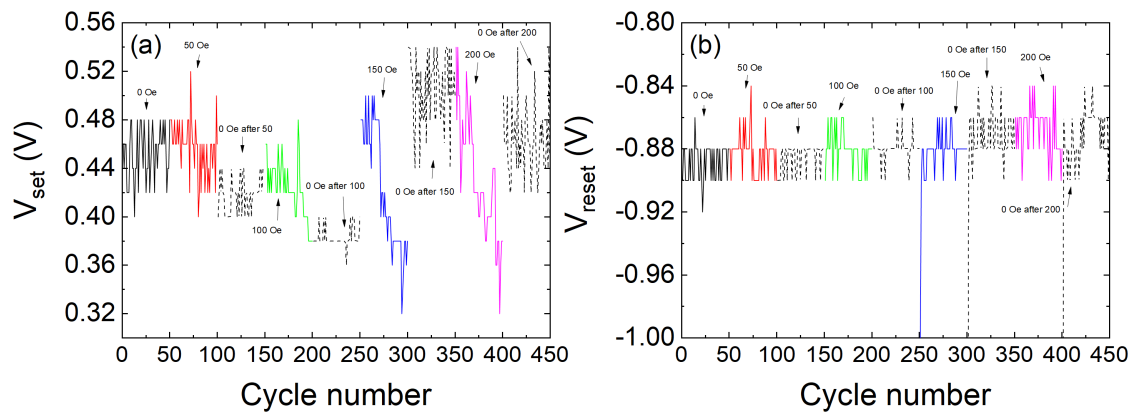 (a)
0.56
0.52
0.48
0.44
0.40
0.36
0.32
V_set (V)
0 50 100 150 200 250 300 350 400 450
Cycle number
0 Oe
50 Oe
0 Oe after 50
100 Oe
0 Oe after 100
150 Oe
0 Oe after 150
200 Oe
0 Oe after 200
(b)
-0.80
-0.84
-0.88
-0.92
-0.96
-1.00
V_reset (V)
0 50 100 150 200 250 300 350 400 450
Cycle number
0 Oe
50 Oe
0 Oe after 50
100 Oe
0 Oe after 100
150 Oe
0 Oe after 150
200 Oe
0 Oe after 200